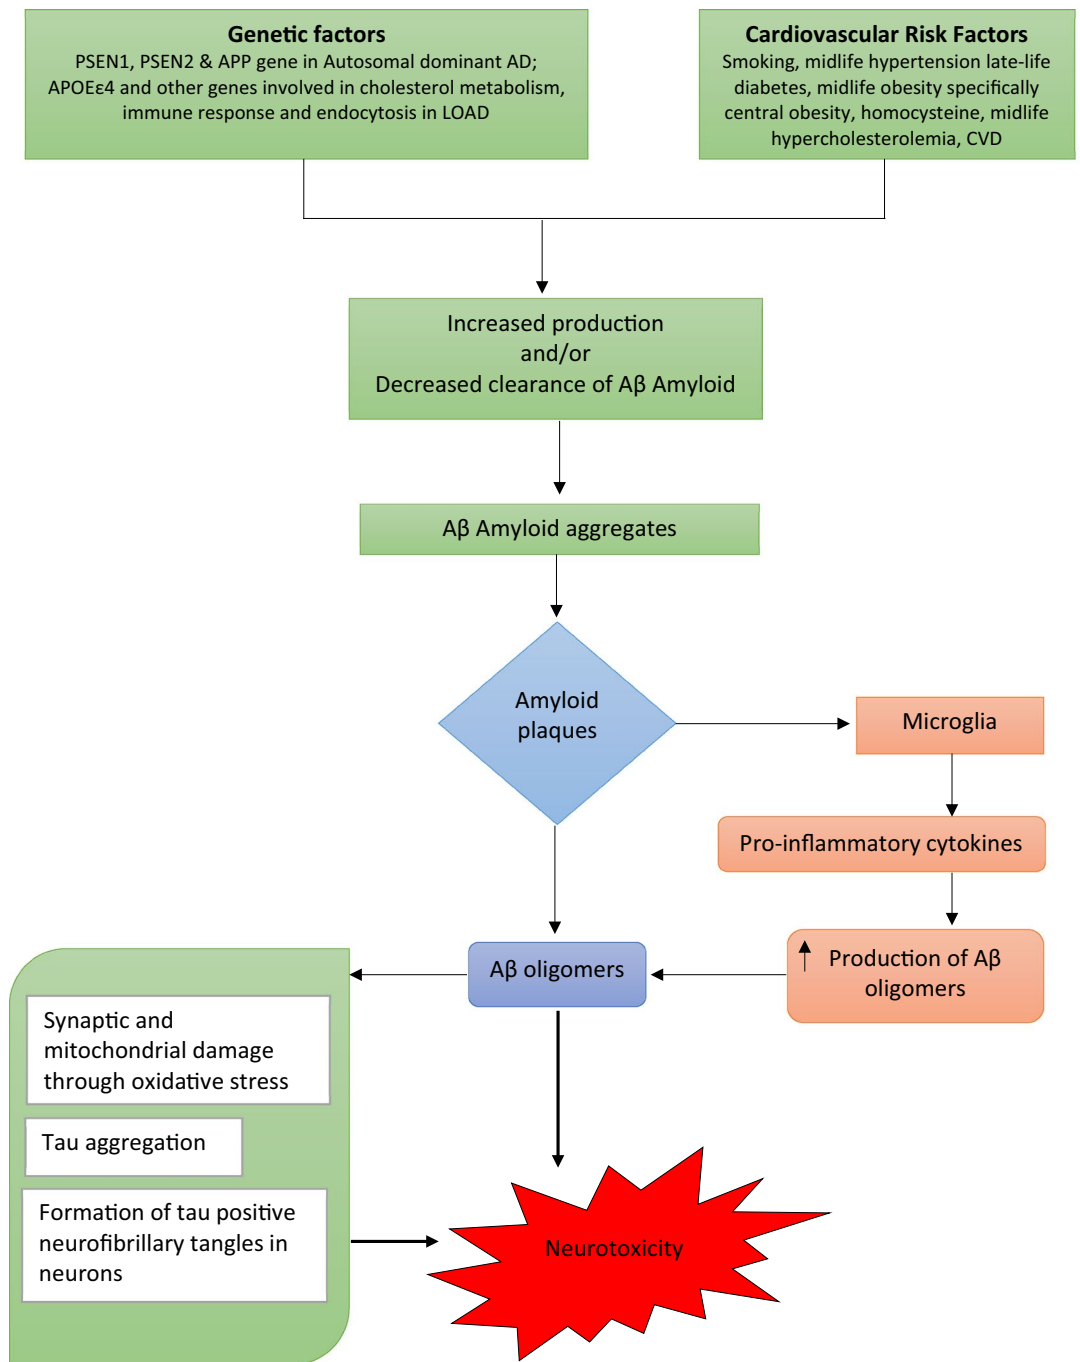 Genetic factors
PSEN1, PSEN2 & APP gene in Autosomal dominant AD;
APOEε4 and other genes involved in cholesterol metabolism,
immune response and endocytosis in LOAD
Cardiovascular Risk Factors
Smoking, midlife hypertension late-life
diabetes, midlife obesity specifically
central obesity, homocysteine, midlife
hypercholesterolemia, CVD
Increased production
and/or
Decreased clearance of Aβ Amyloid
Aβ Amyloid aggregates
Amyloid
plaques
Microglia
Pro-inflammatory cytokines
Production of Aβ
oligomers
Aβ oligomers
Synaptic and
mitochondrial damage
through oxidative stress
Tau aggregation
Formation of tau positive
neurofibrillary tangles in
neurons
Neurotoxicity